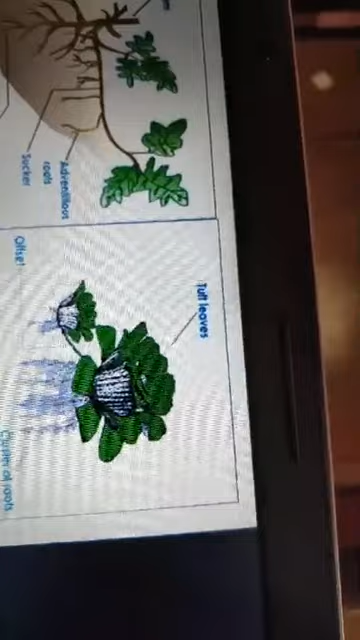 Adventitious
roots
Sucker
Tuft leaves
Offset
Cluster of roots